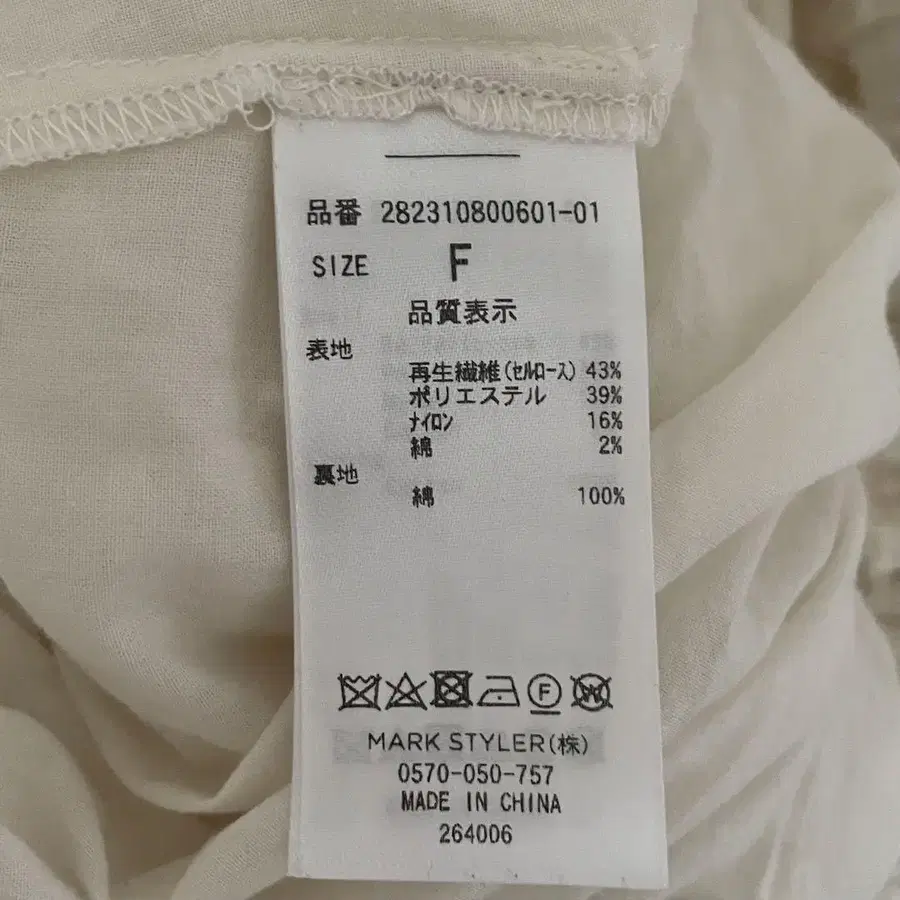 品番 282310800601-01
SIZE F
品質表示
表地
再生繊維(セルロース) 43%
ポリエステル 39%
ナイロン 16%
綿 2%
裏地
綿 100%
F W
MARK STYLER(株)
0570-050-757
MADE IN CHINA
264006